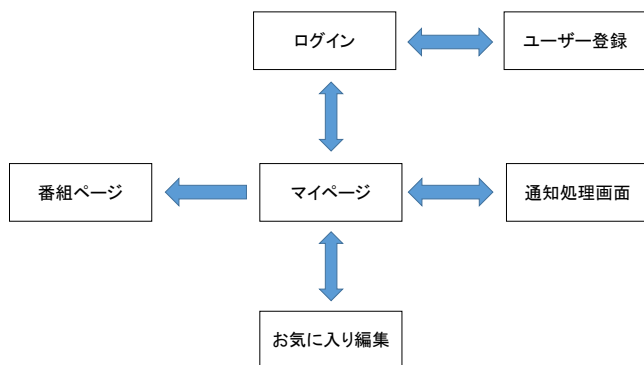 ログイン
ユーザー登録
番組ページ
マイページ
通知処理画面
お気に入り編集